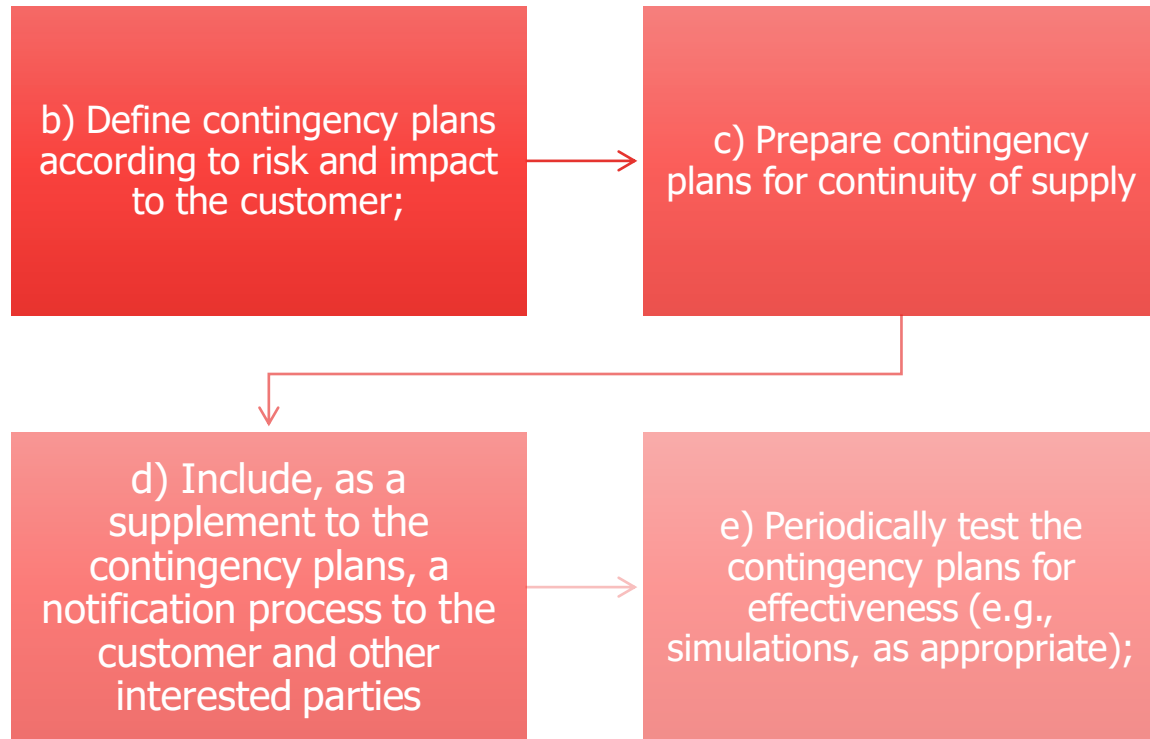 b) Define contingency plans
according to risk and impact
to the customer;
c) Prepare contingency
plans for continuity of supply
d) Include, as a
supplement to the
contingency plans, a
notification process to the
customer and other
interested parties
e) Periodically test the
contingency plans for
effectiveness (e.g.,
simulations, as appropriate);